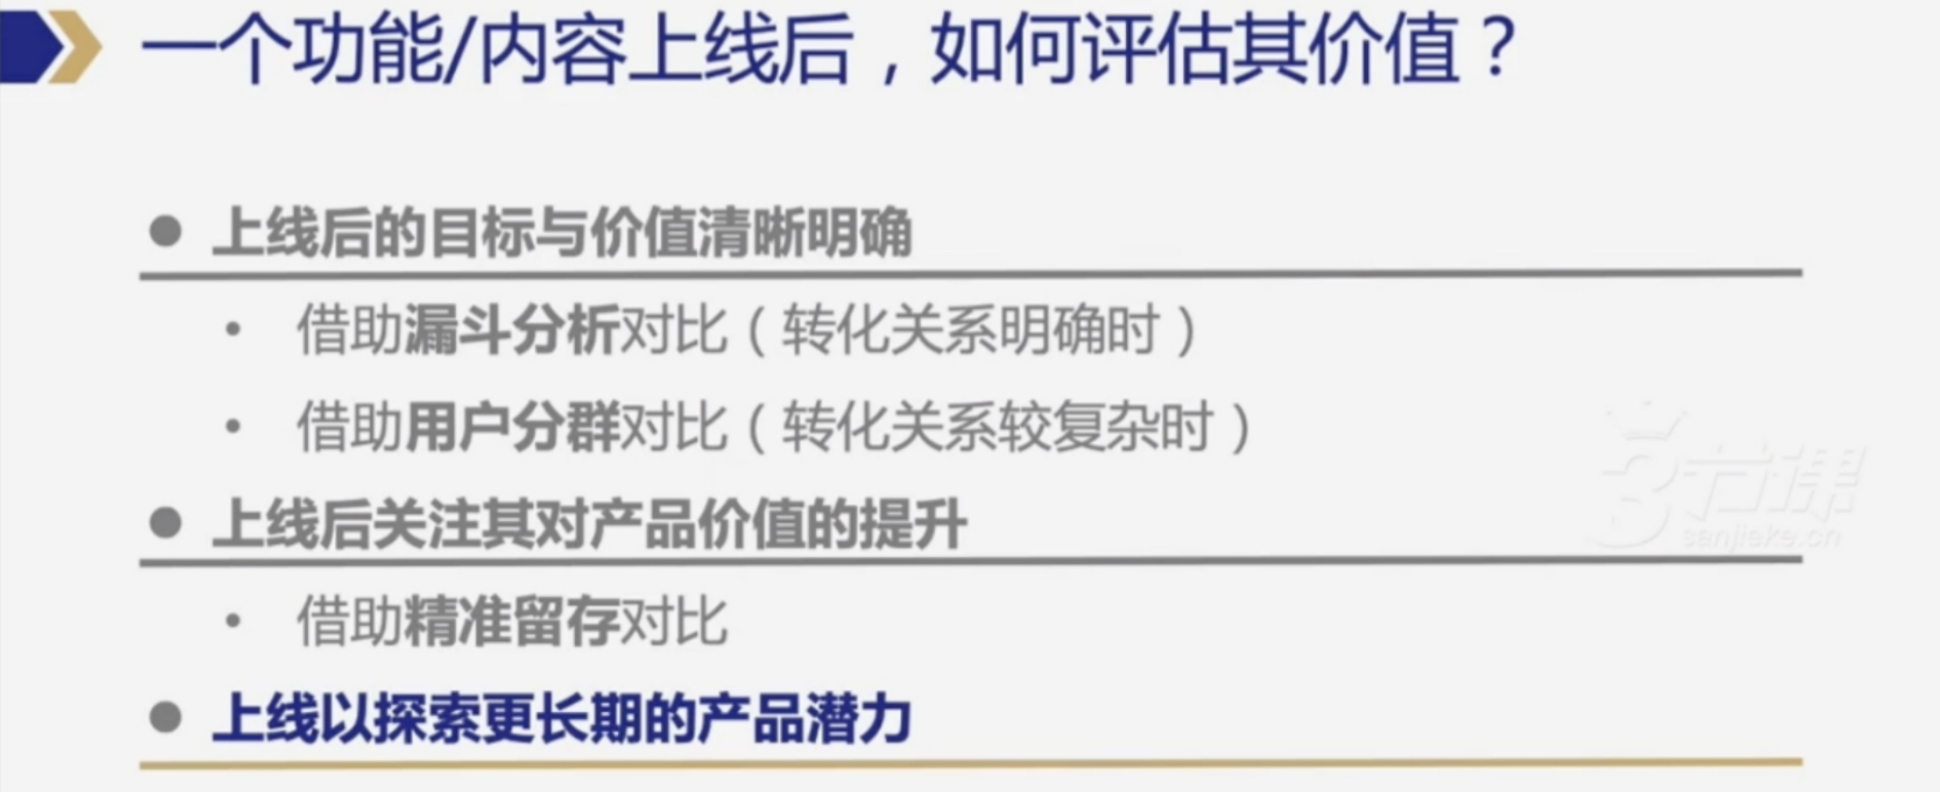 一个功能/内容上线后，如何评估其价值？
上线后的目标与价值清晰明确
借助漏斗分析对比（转化关系明确时）
借助用户分群对比（转化关系较复杂时）
3节课
sanjieke.cn
上线后关注其对产品价值的提升
借助精准留存对比
上线以探索更长期的产品潜力